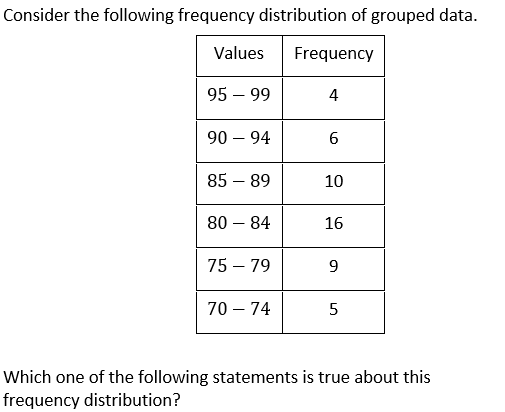 Consider the following frequency distribution of grouped data.
Values Frequency
95 – 99 4
90 – 94 6
85 – 89 10
80 – 84 16
75 – 79 9
70 – 74 5
Which one of the following statements is true about this
frequency distribution?